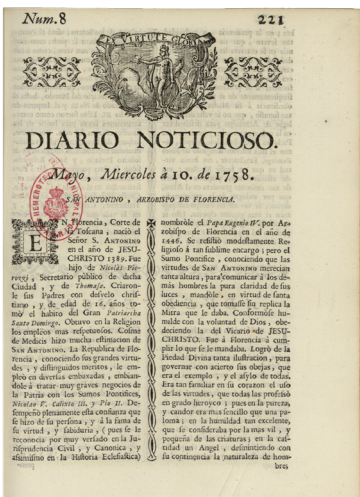 Num.8 221
A VIRTUTE GLORIA
DIARIO NOTICIOSO.
Mayo, Miercoles à 10. de 1758.
SAN ANTONINO, ARZOBISPO DE FLORENCIA.
EN Florencia, Corte de
Toscana, nació el
Señor S. ANTONINO
en el año de JESU-
CHRISTO 1389. Fue
hijo de Nicolàs Pie-
rozzi, Secretario publico de dicha
Ciudad, y de Thomasa. Criaron-
le sus Padres con desvelo chris-
tiano, y de edad de 16. años to-
mò el habito del Gran Patriarcha
Santo Domingo. Obtuvo en la Religion
los empleos mas respetosos. Cosme
de Medicis hizo mucha estimacion de
SAN ANTONINO. La Republica de Flo-
rencia, conociendo sus grandes virtu-
des, y distinguidos meritos, le em-
pleò en diversas embaxadas, embian-
dole à tratar muy graves negocios de
la Patria con los Sumos Pontifices,
Nicolao V. Calixto III. y Pio II. De-
sempeñò plenamente esta confianza que
se hizo de su persona, y à la fama de
su virtud, y sabiduria, (pues se le
reconocia por muy versado en la Ju-
risprudencia Civil, y Canonica, y
asimismo en la Historia Eclesiastica)
nombròle el Papa Eugenio IV. por Ar-
zobispo de Florencia en el año de
1446. Se resistiò modestamente Re-
ligioso à tan sublime encargo; pero el
Sumo Pontifice, conociendo que las
virtudes de SAN ANTONINO merecian
tanta altura, para comunicar à los de-
más hombres la pura claridad de sus
luces, mandòle, en virtud de santa
obediencia, que tomasse sin replica la
Mitra que le daba. Conformòse hu-
milde con la voluntad de Dios, obe-
deciendo la del Vicario de JESU-
CHRISTO. Fue à Florencia à cum-
plir lo que se le mandaba. Logrò de la
Piedad Divina tanta ilustracion, para
governar con acierto sus obejas, que
era el exemplo, y el asylo de todas.
Era tan familiar en su corazon el uso
de las virtudes, que todas las professò
en grado heroyco; pues en la pureza,
y candor era mas sencillo que una pa-
loma; en la humildad tan excelente,
que se consideraba por la mas vil, y
pequeña de las criaturas; en la cas-
tidad un Angel, desmintiendo con
su continencia la naturaleza de hom-
bres